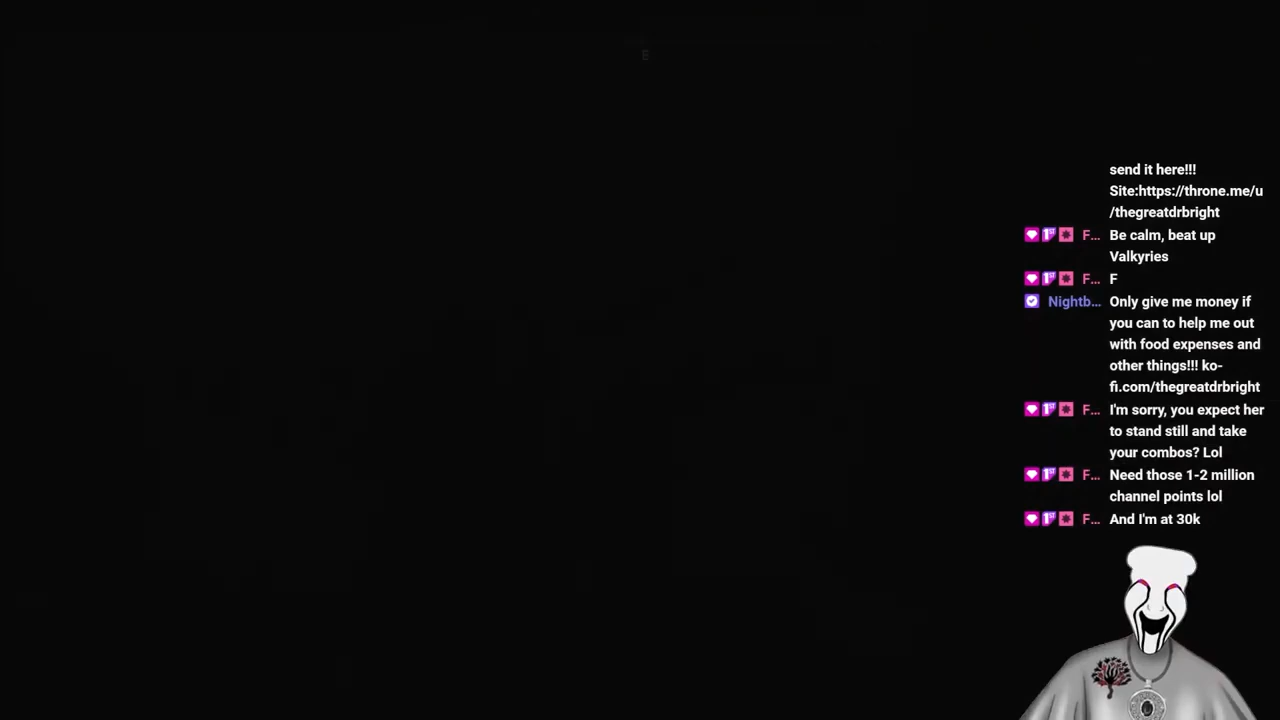 send it here!!!
Site:https://throne.me/u
/thegreatdrbright
F... Be calm, beat up
Valkyries
F... F
Nightb... Only give me money if
you can to help me out
with food expenses and
other things!!! ko-
fi.com/thegreatdrbright
F... I'm sorry, you expect her
to stand still and take
your combos? Lol
F... Need those 1-2 million
channel points lol
F... And I'm at 30k